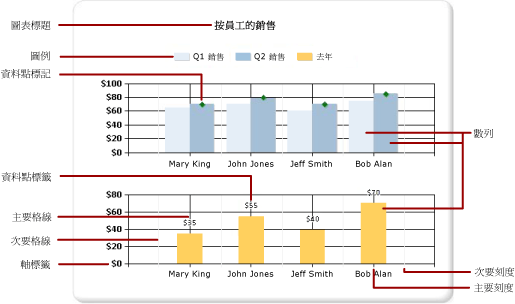 圖表標題
按員工的銷售
圖例
Q1 銷售
Q2 銷售
去年
資料點標記
$100
$80
$60
$40
$20
$0
Mary King
John Jones
Jeff Smith
Bob Alan
數列
資料點標籤
主要格線
次要格線
軸標籤
$80
$60
$40
$20
$0
$35
$55
$40
$70
Mary King
John Jones
Jeff Smith
Bob Alan
次要刻度
主要刻度